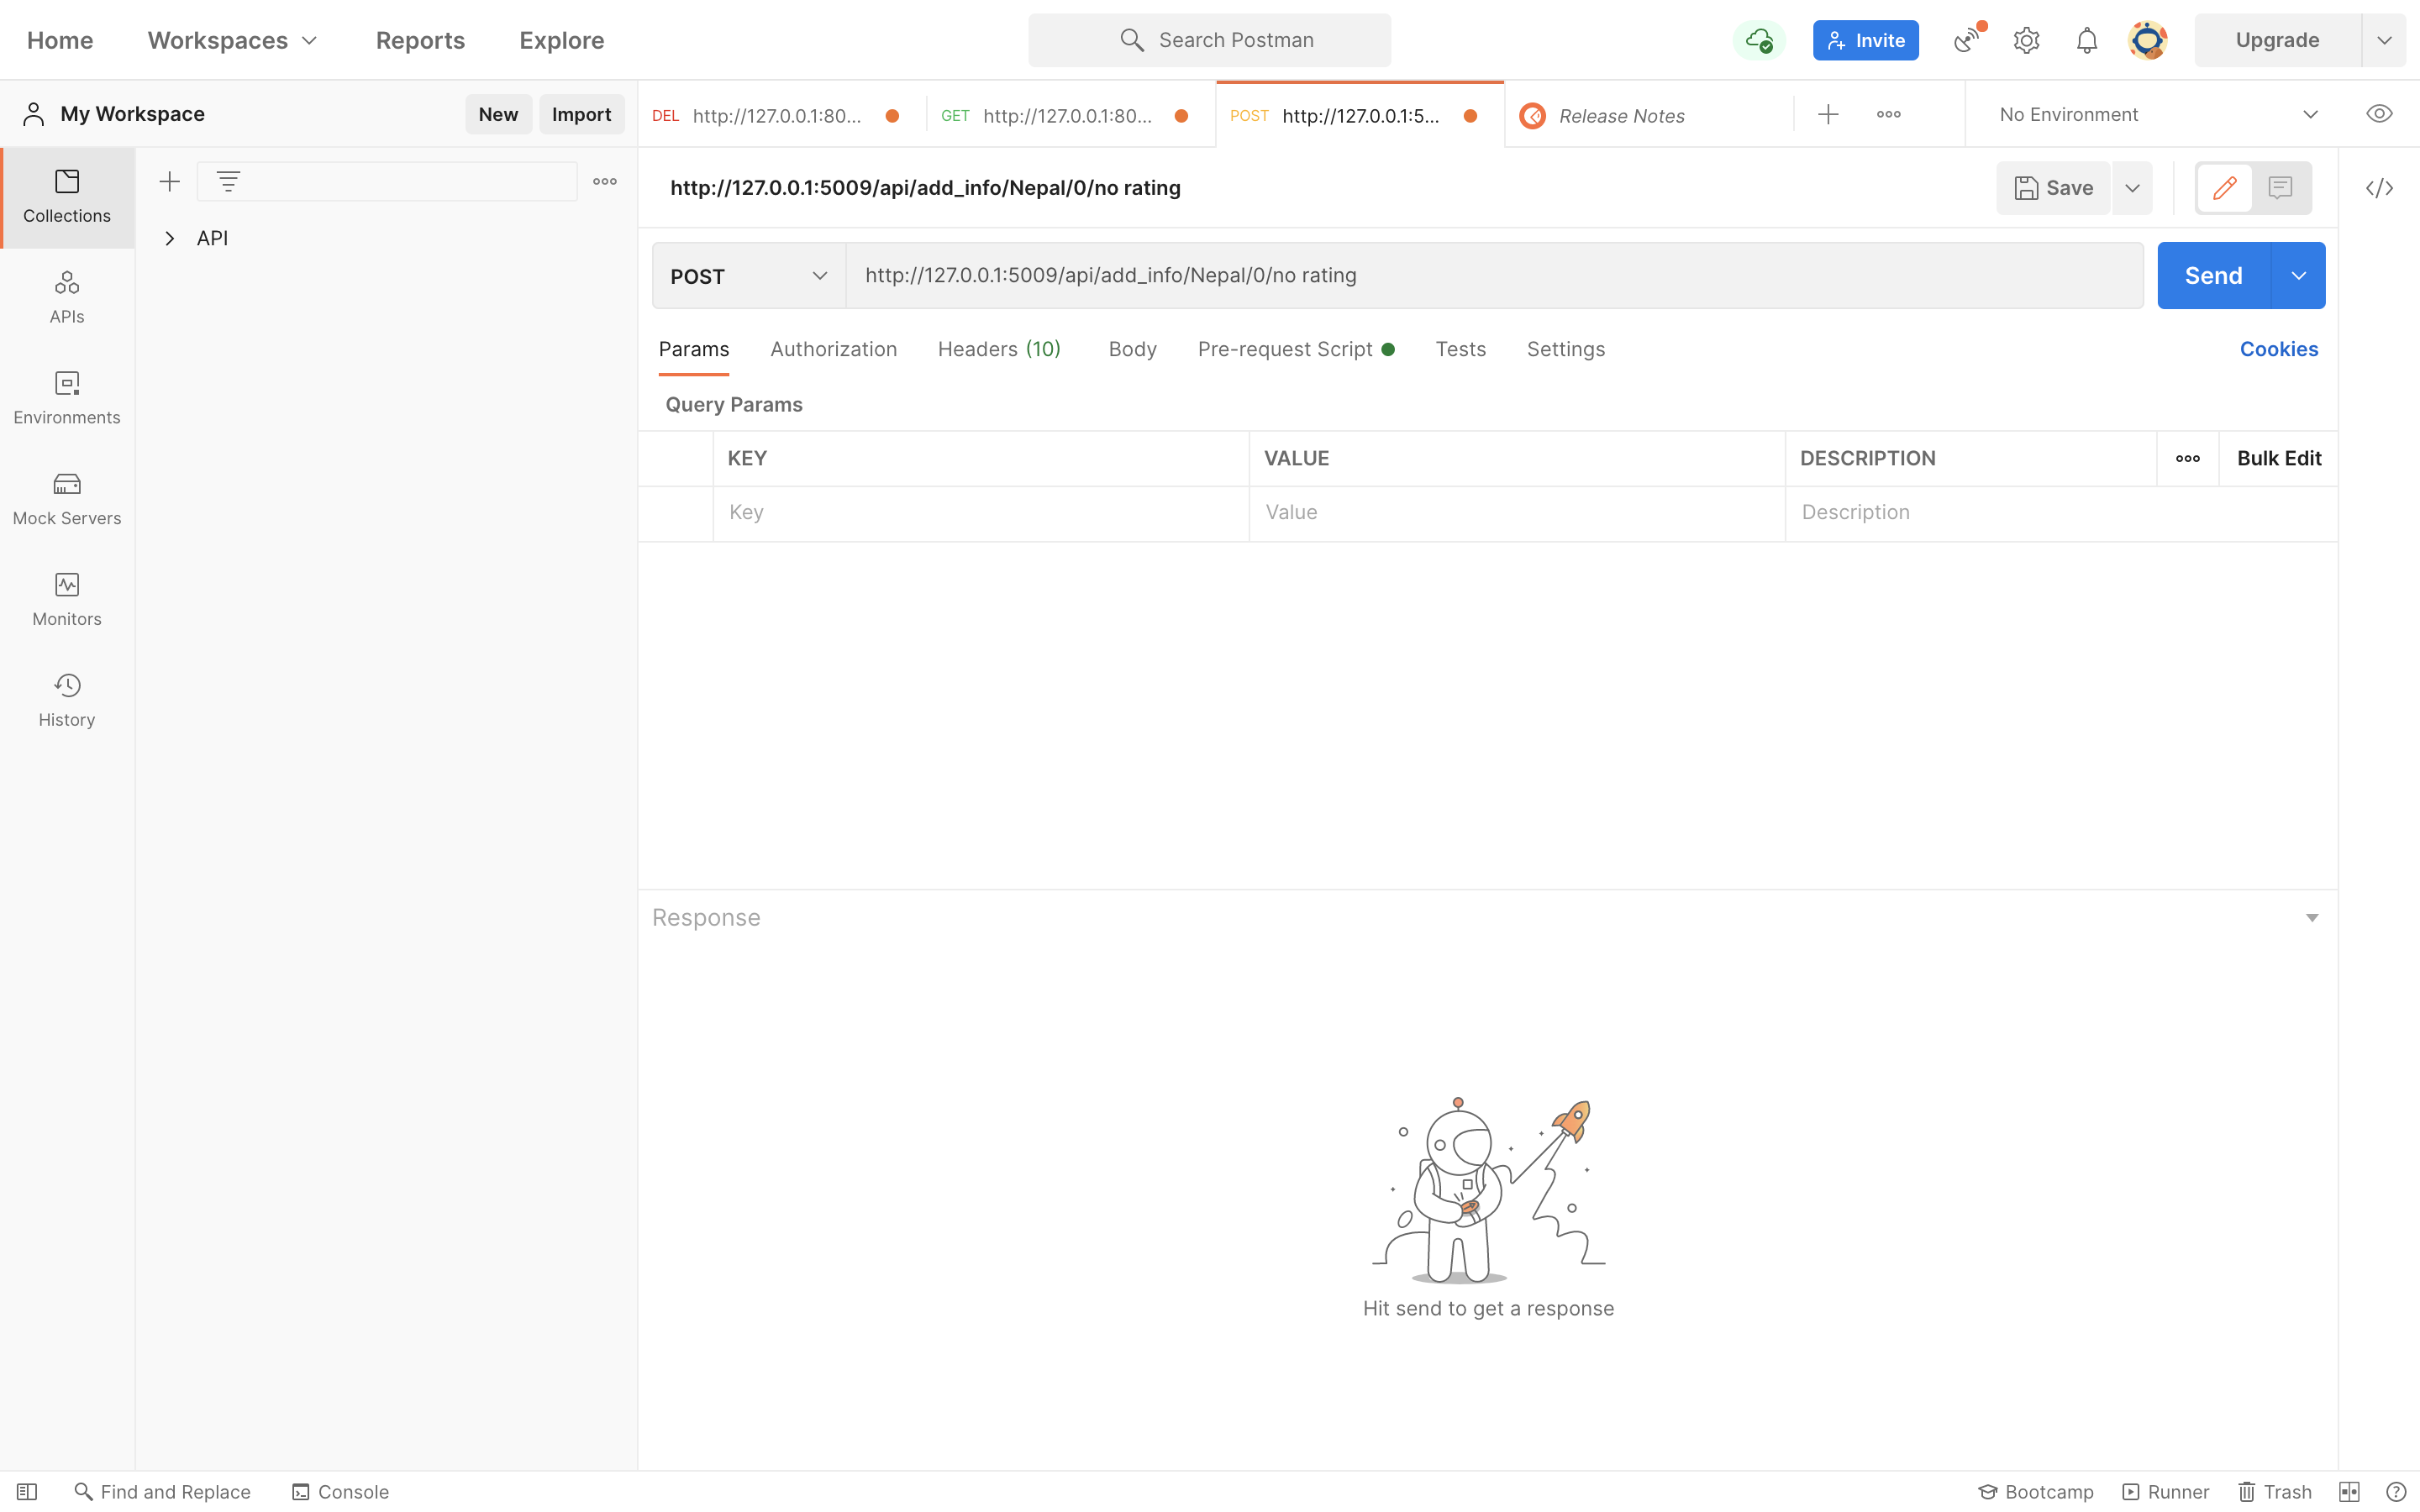 Home Workspaces Reports Explore Search Postman Invite Upgrade
My Workspace New Import DEL http://127.0.0.1:80... GET http://127.0.0.1:80... POST http://127.0.0.1:5... Release Notes No Environment
Collections
APIs
Environments
Mock Servers
Monitors
History
API
http://127.0.0.1:5009/api/add_info/Nepal/0/no rating Save
POST http://127.0.0.1:5009/api/add_info/Nepal/0/no rating Send
Params Authorization Headers (10) Body Pre-request Script Tests Settings Cookies
Query Params
KEY VALUE DESCRIPTION Bulk Edit
Key Value Description
Response
Hit send to get a response
Find and Replace Console Bootcamp Runner Trash